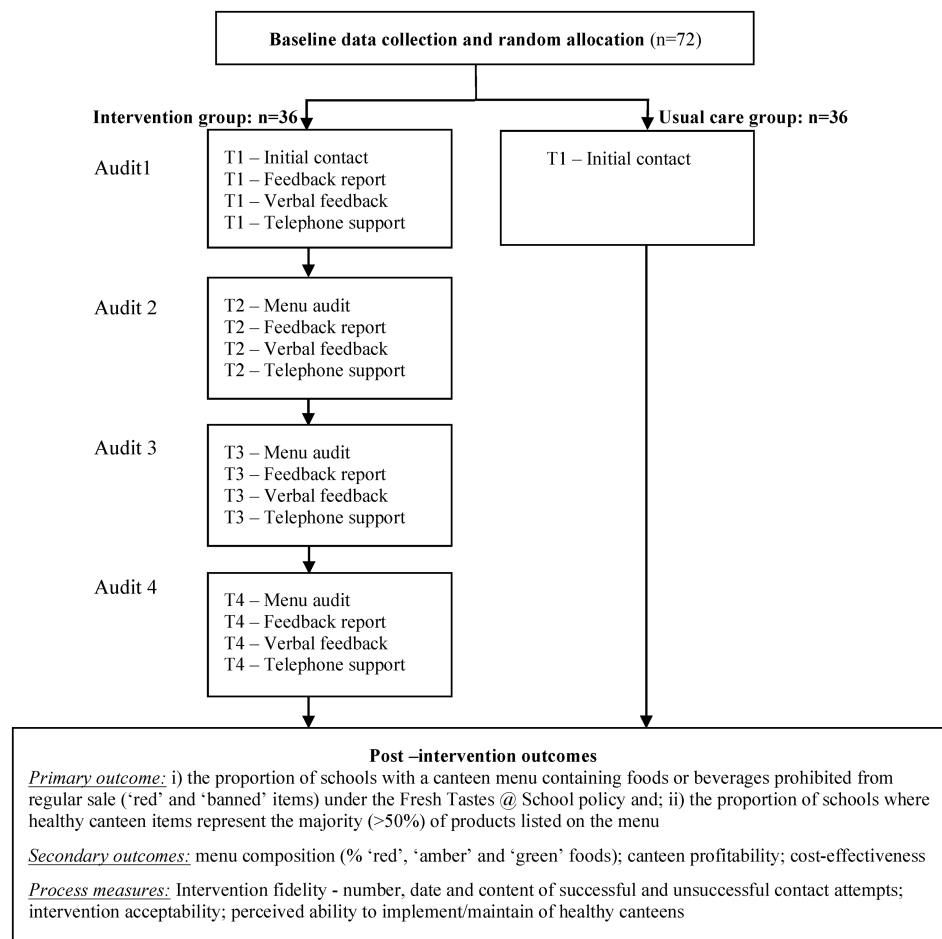 Baseline data collection and random allocation (n=72)
Intervention group: n=36
Usual care group: n=36
Audit1
T1 – Initial contact
T1 – Feedback report
T1 – Verbal feedback
T1 – Telephone support
T1 – Initial contact
Audit 2
T2 – Menu audit
T2 – Feedback report
T2 – Verbal feedback
T2 – Telephone support
Audit 3
T3 – Menu audit
T3 – Feedback report
T3 – Verbal feedback
T3 – Telephone support
Audit 4
T4 – Menu audit
T4 – Feedback report
T4 – Verbal feedback
T4 – Telephone support
Post –intervention outcomes
Primary outcome: i) the proportion of schools with a canteen menu containing foods or beverages prohibited from
regular sale (‘red’ and ‘banned’ items) under the Fresh Tastes @ School policy and; ii) the proportion of schools where
healthy canteen items represent the majority (>50%) of products listed on the menu
Secondary outcomes: menu composition (% ‘red’, ‘amber’ and ‘green’ foods); canteen profitability; cost-effectiveness
Process measures: Intervention fidelity - number, date and content of successful and unsuccessful contact attempts;
intervention acceptability; perceived ability to implement/maintain of healthy canteens